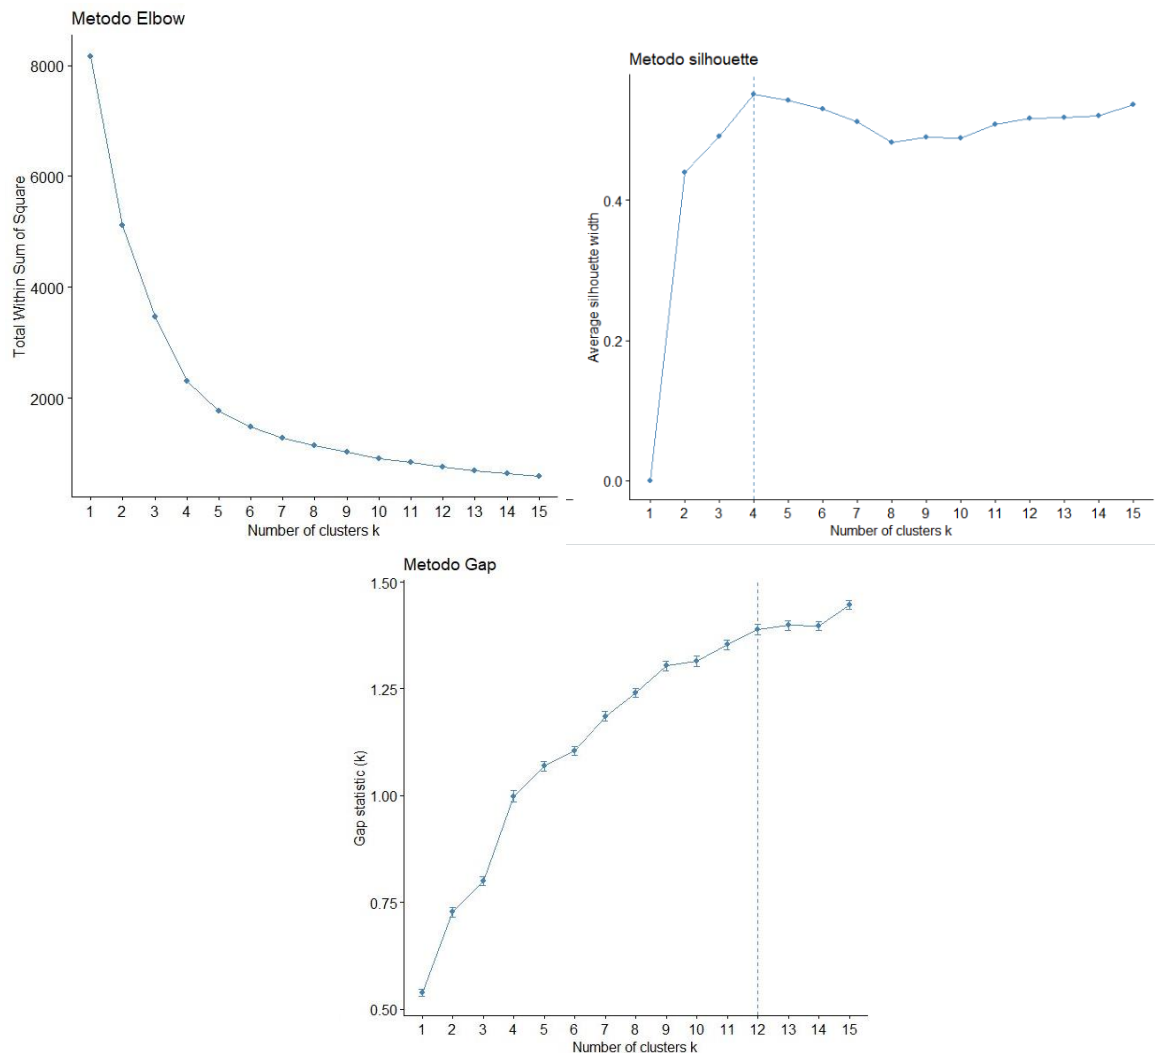 Metodo Elbow
Total Within Sum of Square
8000
6000
4000
2000
1 2 3 4 5 6 7 8 9 10 11 12 13 14 15
Number of clusters k
Metodo silhouette
Average silhouette width
0.4
0.2
0.0
1 2 3 4 5 6 7 8 9 10 11 12 13 14 15
Number of clusters k
Metodo Gap
Gap statistic (k)
1.50
1.25
1.00
0.75
0.50
1 2 3 4 5 6 7 8 9 10 11 12 13 14 15
Number of clusters k